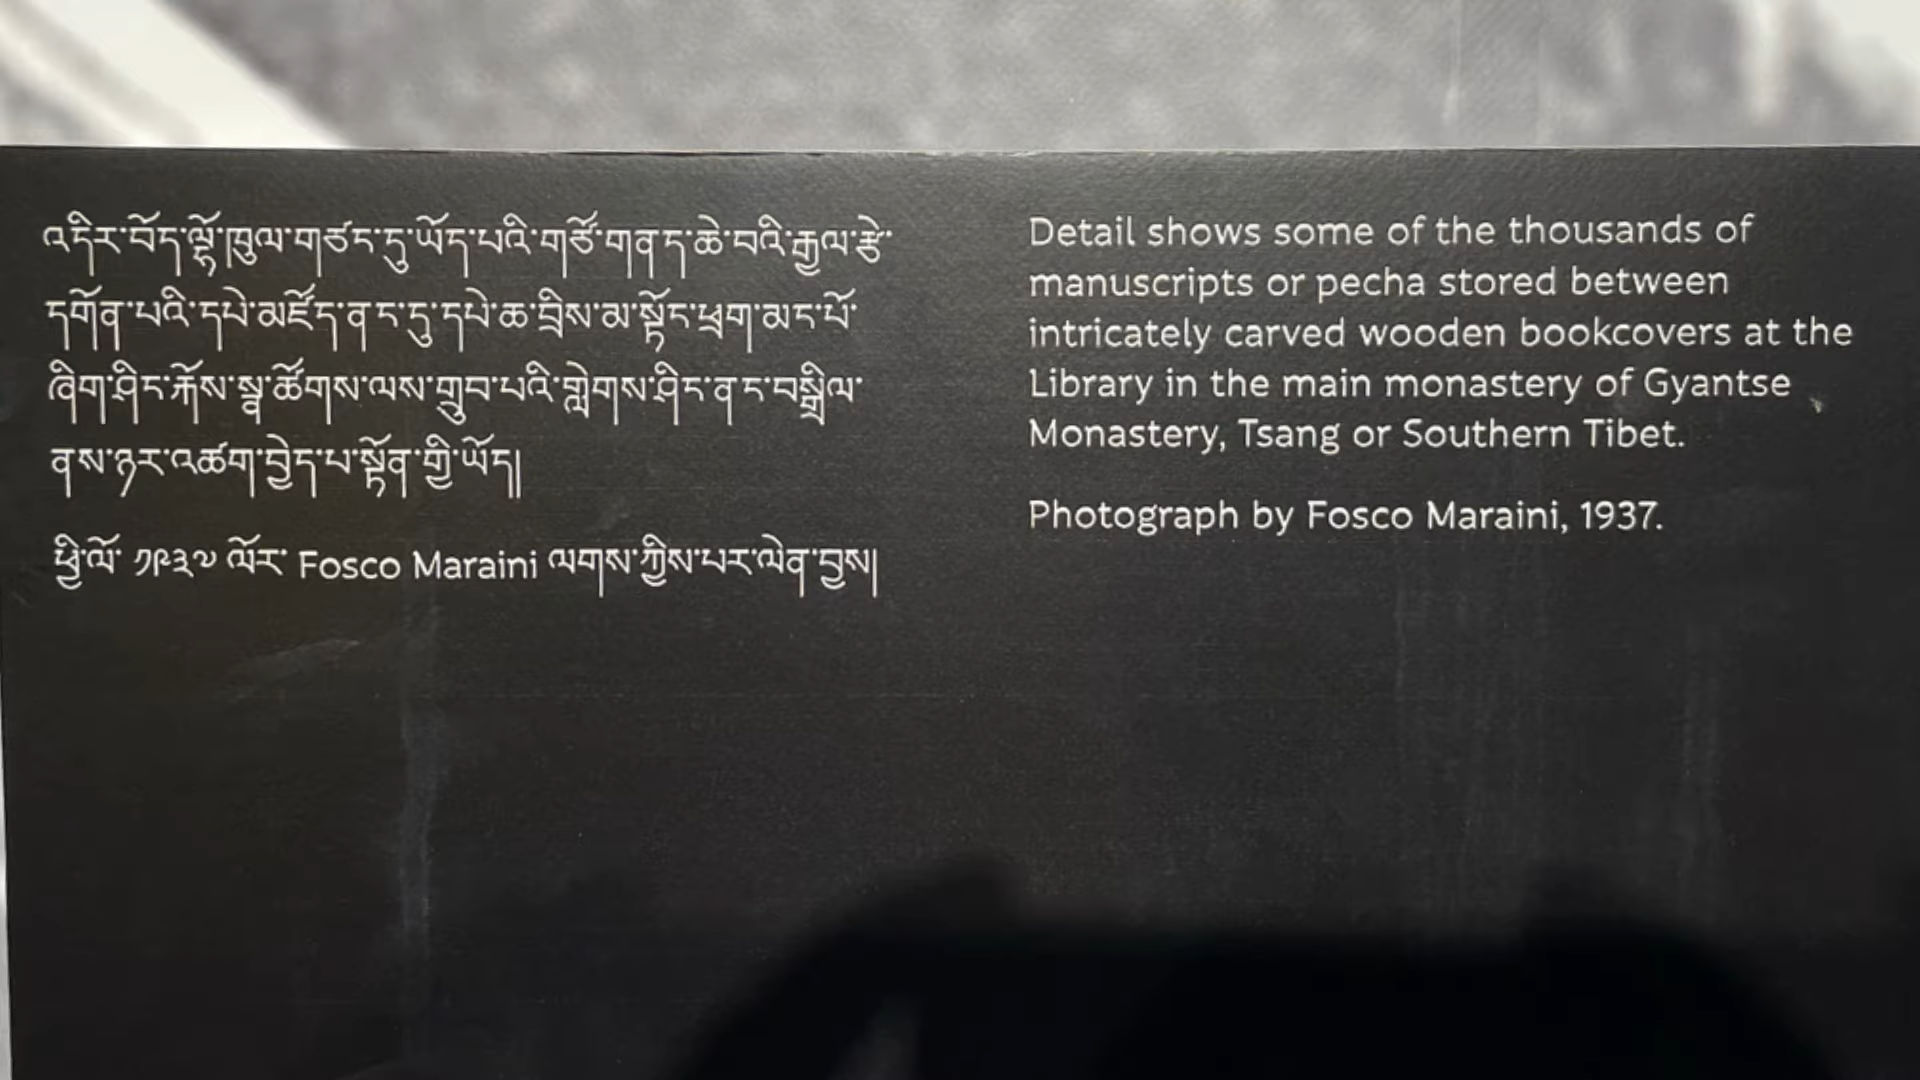 འདིར་བོད་ལྷོ་ཁུལ་གཙང་དུ་ཡོད་པའི་གཙོ་གནད་ཆེ་བའི་རྒྱལ་རྩེ་
དགོན་པའི་དཔེ་མཛོད་ནང་དུ་དཔེ་ཆ་བྲིས་མ་སྟོང་ཕྲག་མང་པོ་
ཞིག་ཤིང་རྐོས་སྣ་ཚོགས་ལས་གྲུབ་པའི་གླེགས་ཤིང་ནང་བསྒྲིལ་
ནས་ཉར་འཚག་བྱེད་པ་སྟོན་གྱི་ཡོད།
ཕྱི་ལོ་ ༡༩༣༧ ལོར་ Fosco Maraini ལགས་ཀྱིས་པར་ལེན་བྱས།
Detail shows some of the thousands of
manuscripts or pecha stored between
intricately carved wooden bookcovers at the
Library in the main monastery of Gyantse
Monastery, Tsang or Southern Tibet.
Photograph by Fosco Maraini, 1937.